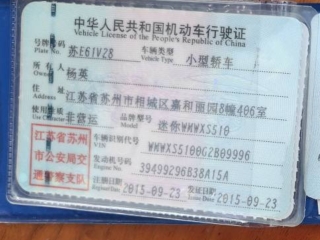 中华人民共和国机动车行驶证
Vehicle License of the People's Republic of China
号牌号码 Plate No. 苏E61V28 车辆类型 Vehicle Type 小型轿车
所有人 Owner 杨英
住址 江苏省苏州市相城区嘉和丽园8幢406室
使用性质 非营运 品牌型号 Model 迷你WMWXS510
江苏省苏州市公安局交通警察支队
车辆识别代号 VIN WMWXS5100G2B09996
发动机号码 Engine No. 39499296B38A15A
注册日期 Register Date 2015-09-23 发证日期 Issue Date 2015-09-23